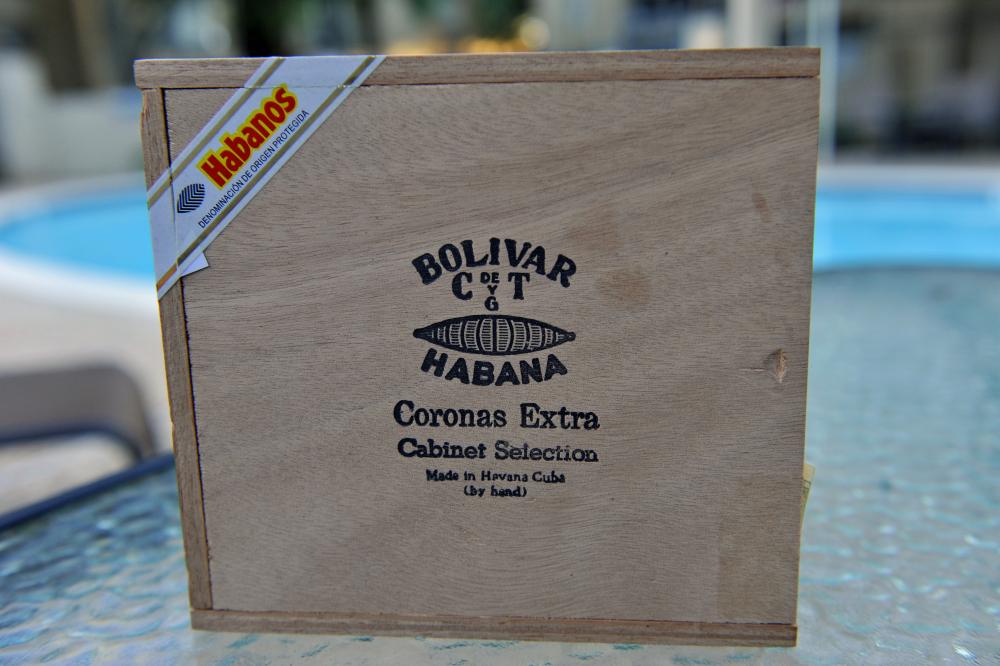 Habanos
DENOMINACIÓN DE ORIGEN PROTEGIDA
BOLIVAR
C DE Y G T
HABANA
Coronas Extra
Cabinet Selection
Made in Havana Cuba
(by hand)